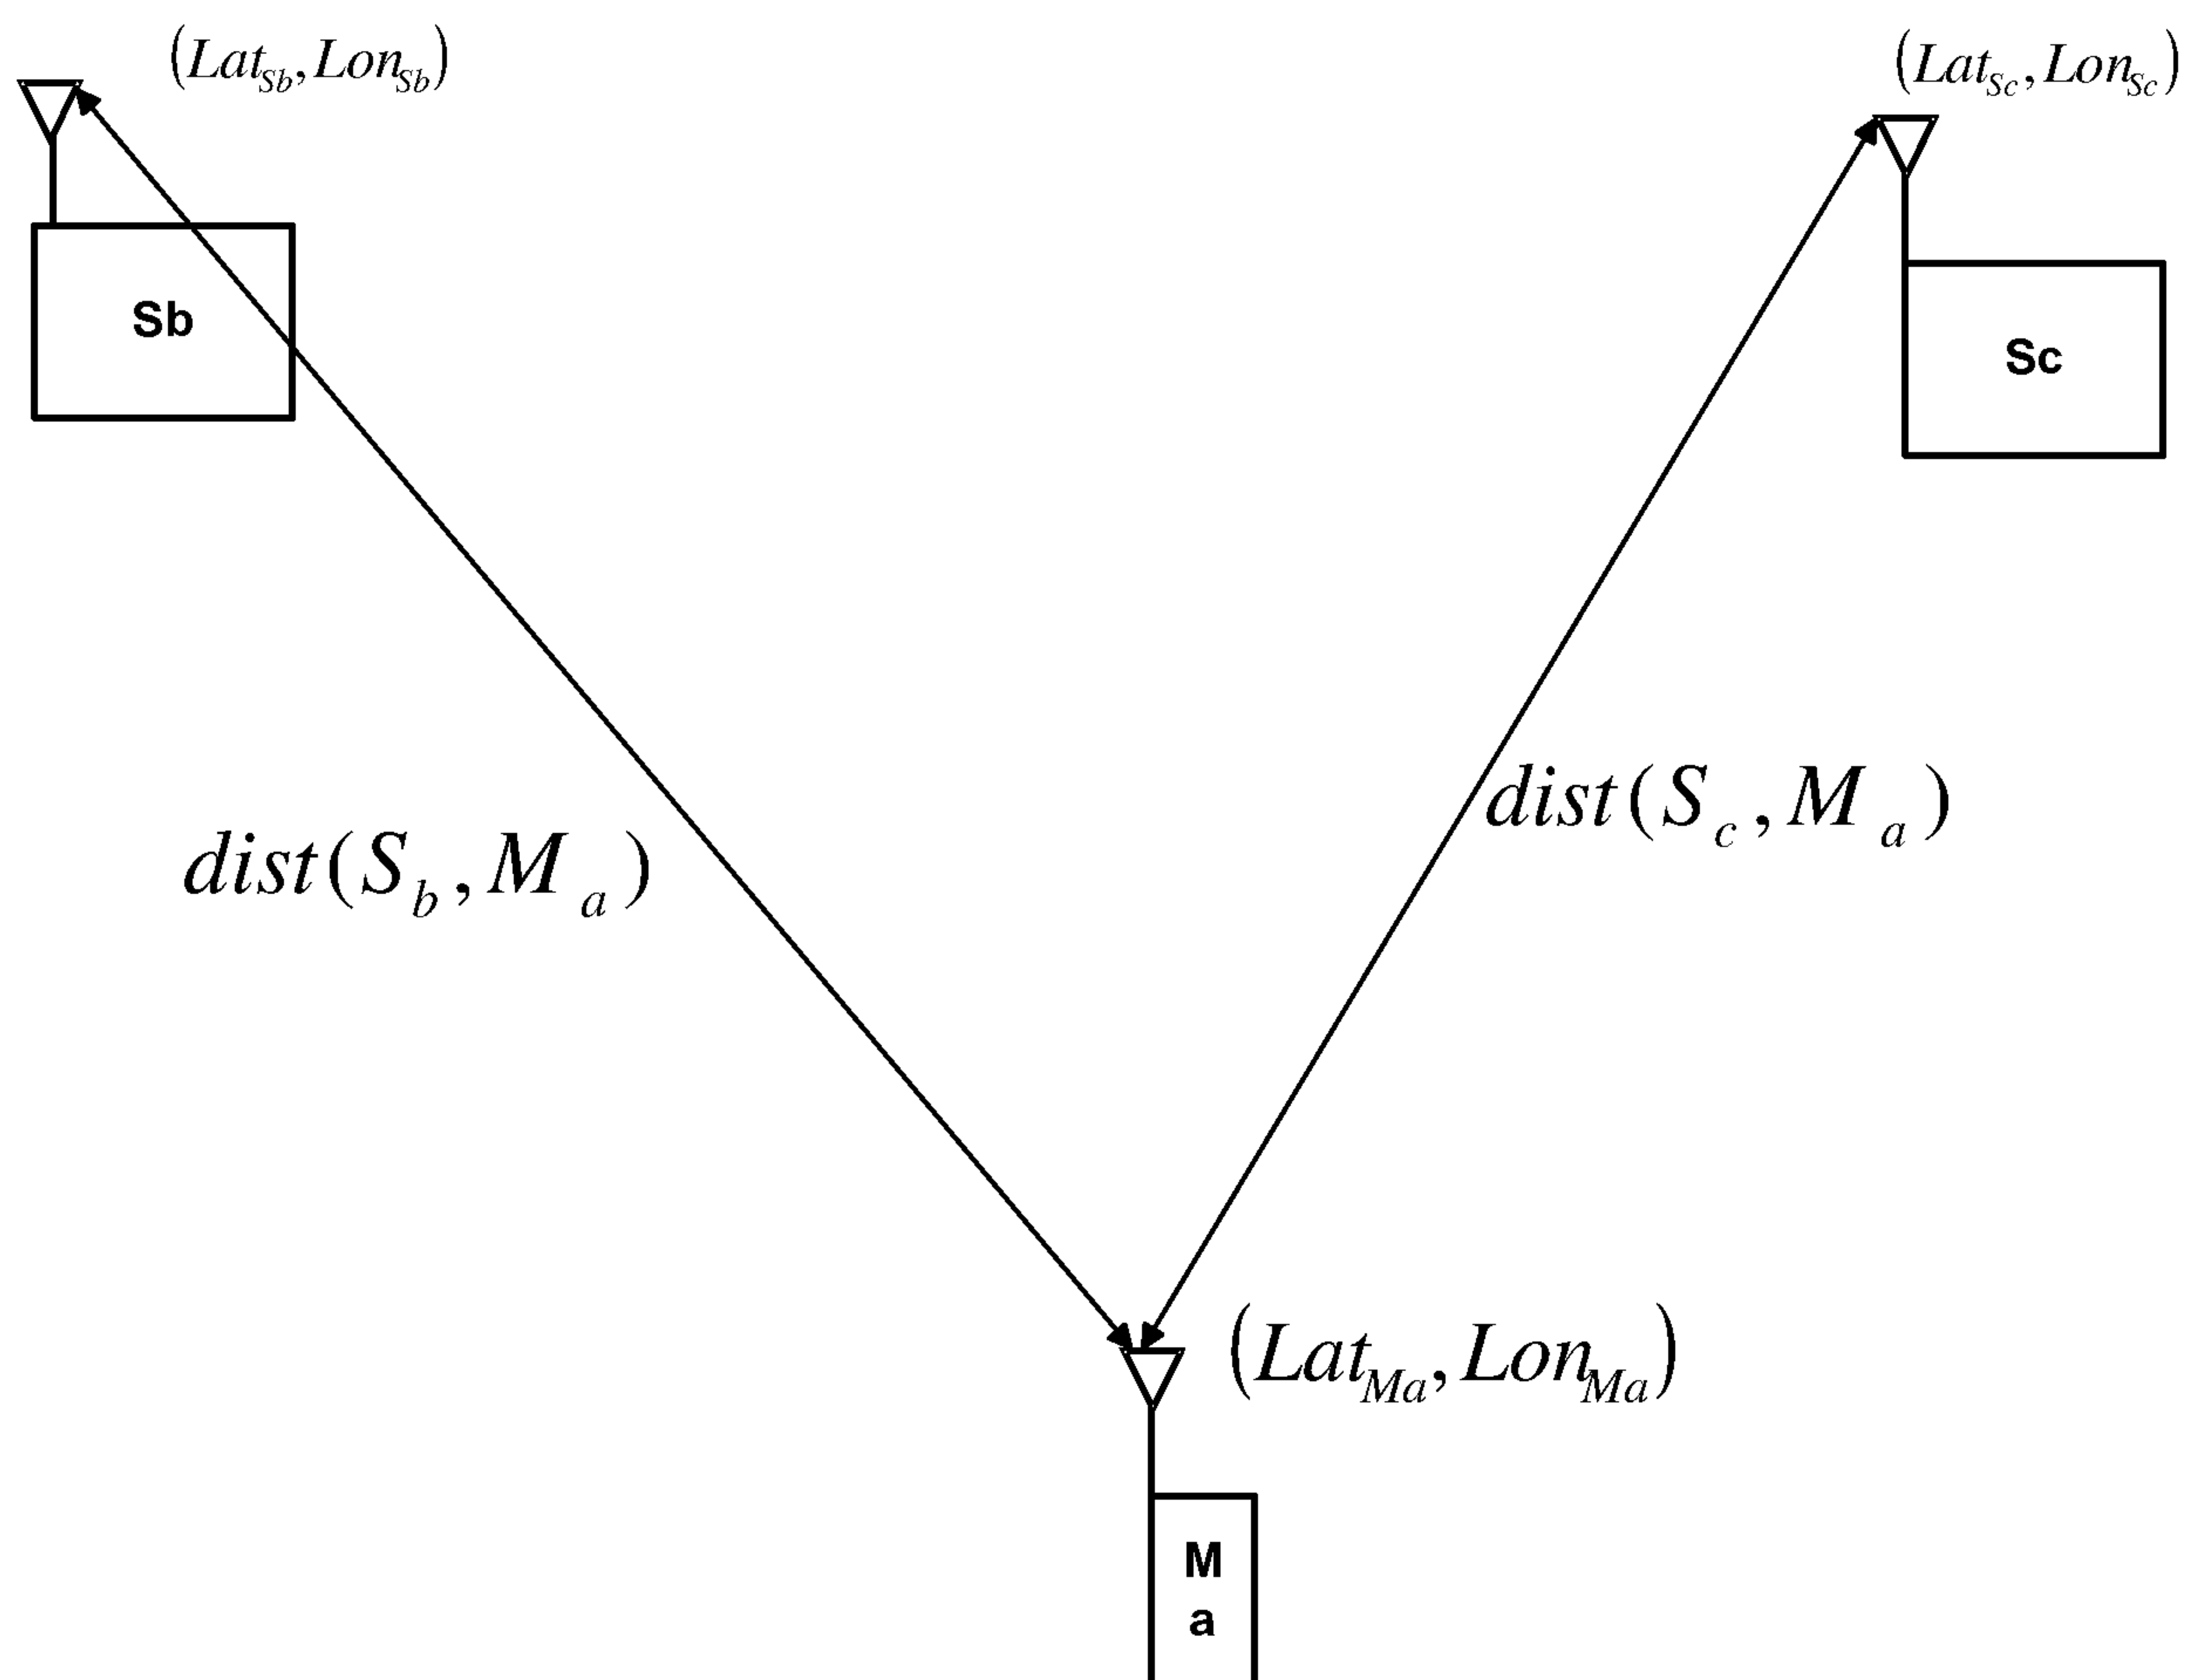 (Lat_Sb, Lon_Sb)
(Lat_Sc, Lon_Sc)
Sb
Sc
dist(S_b, M_a)
dist(S_c, M_a)
(Lat_Ma, Lon_Ma)
M
a